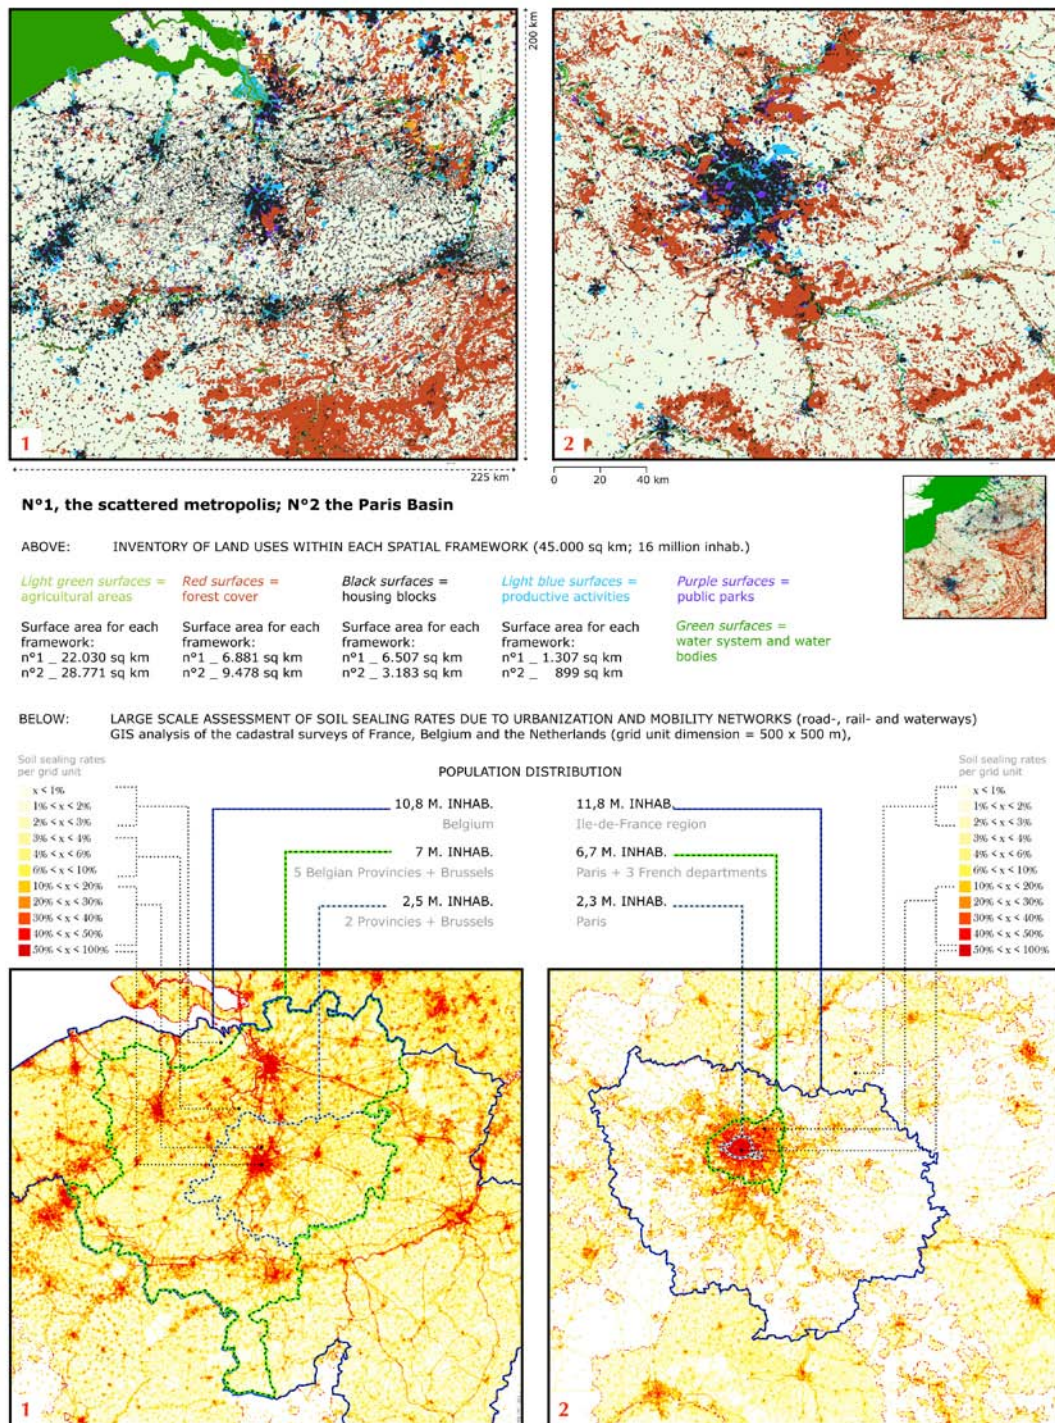 200 km
1
2
225 km
0 20 40 km
N°1, the scattered metropolis; N°2 the Paris Basin
ABOVE: INVENTORY OF LAND USES WITHIN EACH SPATIAL FRAMEWORK (45.000 sq km; 16 million inhab.)
Light green surfaces =
agricultural areas
Surface area for each
framework:
n°1 _ 22.030 sq km
n°2 _ 28.771 sq km
Red surfaces =
forest cover
Surface area for each
framework:
n°1 _ 6.881 sq km
n°2 _ 9.478 sq km
Black surfaces =
housing blocks
Surface area for each
framework:
n°1 _ 6.507 sq km
n°2 _ 3.183 sq km
Light blue surfaces =
productive activities
Surface area for each
framework:
n°1 _ 1.307 sq km
n°2 _ 899 sq km
Purple surfaces =
public parks
Green surfaces =
water system and water
bodies
BELOW: LARGE SCALE ASSESSMENT OF SOIL SEALING RATES DUE TO URBANIZATION AND MOBILITY NETWORKS (road-, rail- and waterways)
GIS analysis of the cadastral surveys of France, Belgium and the Netherlands (grid unit dimension = 500 x 500 m),
Soil sealing rates
per grid unit
x < 1%
1% < x < 2%
2% < x < 3%
3% < x < 4%
4% < x < 6%
6% < x < 10%
10% < x < 20%
20% < x < 30%
30% < x < 40%
40% < x < 50%
50% < x < 100%
POPULATION DISTRIBUTION
10,8 M. INHAB.
Belgium
7 M. INHAB.
5 Belgian Provincies + Brussels
2,5 M. INHAB.
2 Provincies + Brussels
11,8 M. INHAB.
Ile-de-France region
6,7 M. INHAB.
Paris + 3 French departments
2,3 M. INHAB.
Paris
Soil sealing rates
per grid unit
x < 1%
1% < x < 2%
2% < x < 3%
3% < x < 4%
4% < x < 6%
6% < x < 10%
10% < x < 20%
20% < x < 30%
30% < x < 40%
40% < x < 50%
50% < x < 100%
1
2